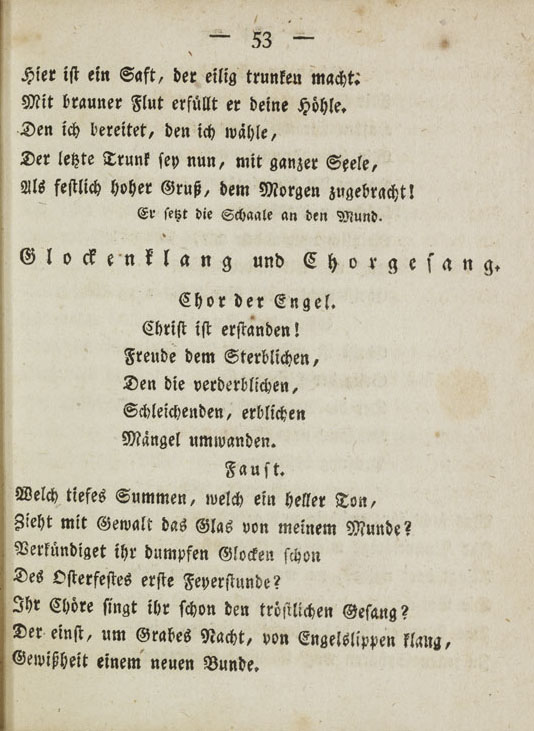 — 53 —
Hier ist ein Saft, der eilig trunken macht.
Mit brauner Flut erfüllt er deine Höhle.
Den ich bereitet, den ich wähle,
Der letzte Trunk sey nun, mit ganzer Seele,
Als festlich hoher Gruß, dem Morgen zugebracht!
Er setzt die Schaale an den Mund.
Glockenklang und Chorgesang.
Chor der Engel.
Christ ist erstanden!
Freude dem Sterblichen,
Den die verderblichen,
Schleichenden, erblichen
Mängel umwanden.
Faust.
Welch tiefes Summen, welch ein heller Ton,
Zieht mit Gewalt das Glas von meinem Munde?
Verkündiget ihr dumpfen Glocken schon
Des Osterfestes erste Feyerstunde?
Ihr Chöre singt ihr schon den tröstlichen Gesang?
Der einst, um Grabes Nacht, von Engelslippen klang,
Gewißheit einem neuen Bunde.